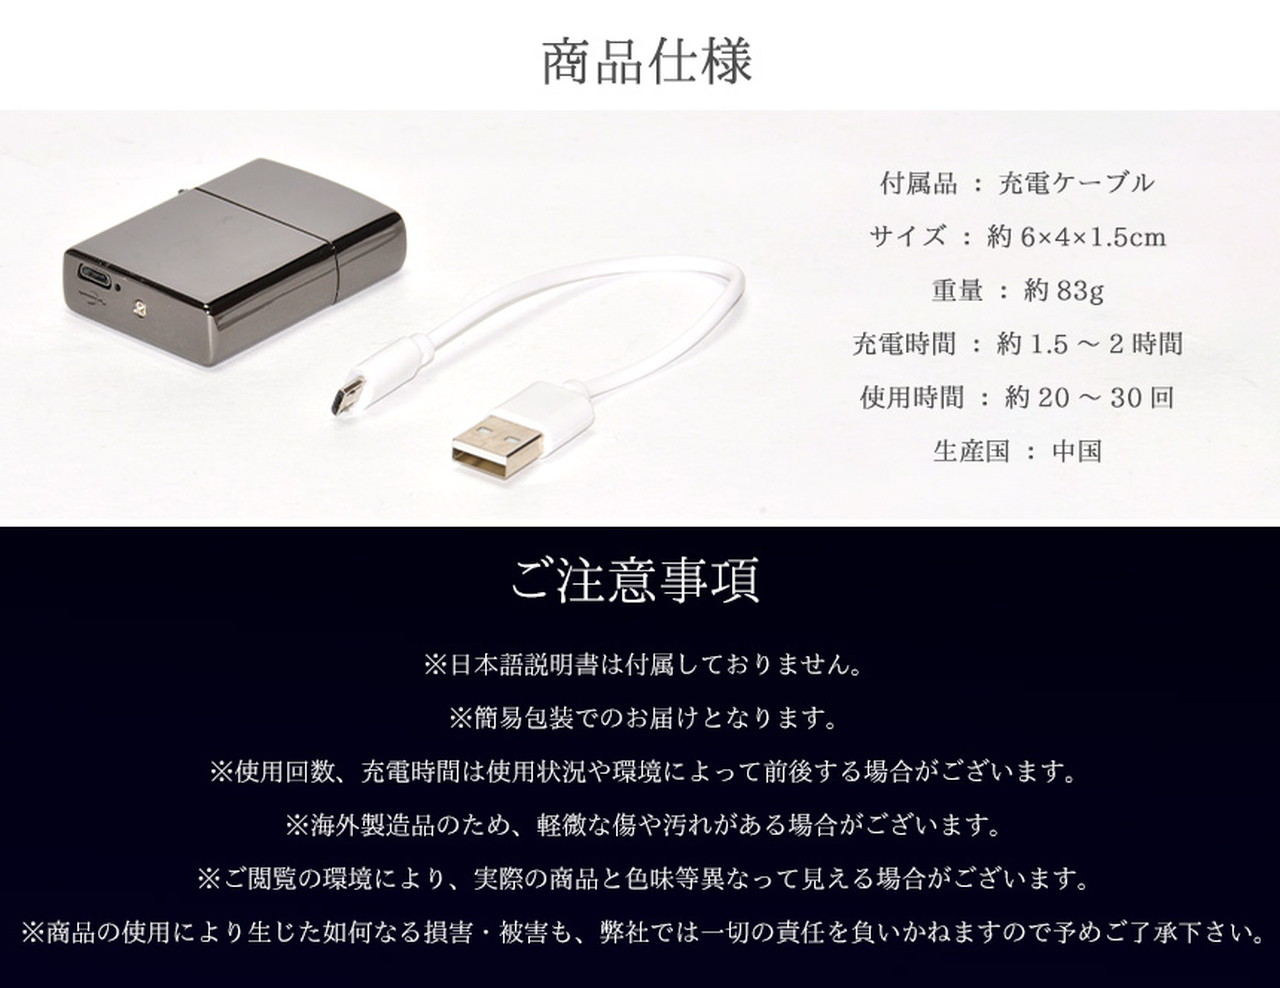 商品仕様
付属品 : 充電ケーブル
サイズ : 約 6×4×1.5cm
重量 : 約 83g
充電時間 : 約 1.5 〜 2 時間
使用時間 : 約 20 〜 30 回
生産国 : 中国
ご注意事項
※日本語説明書は付属しておりません。
※簡易包装でのお届けとなります。
※使用回数、充電時間は使用状況や環境によって前後する場合がございます。
※海外製造品のため、軽微な傷や汚れがある場合がございます。
※ご閲覧の環境により、実際の商品と色味等異なって見える場合がございます。
※商品の使用により生じた如何なる損害・被害も、弊社では一切の責任を負いかねますので予めご了承下さい。